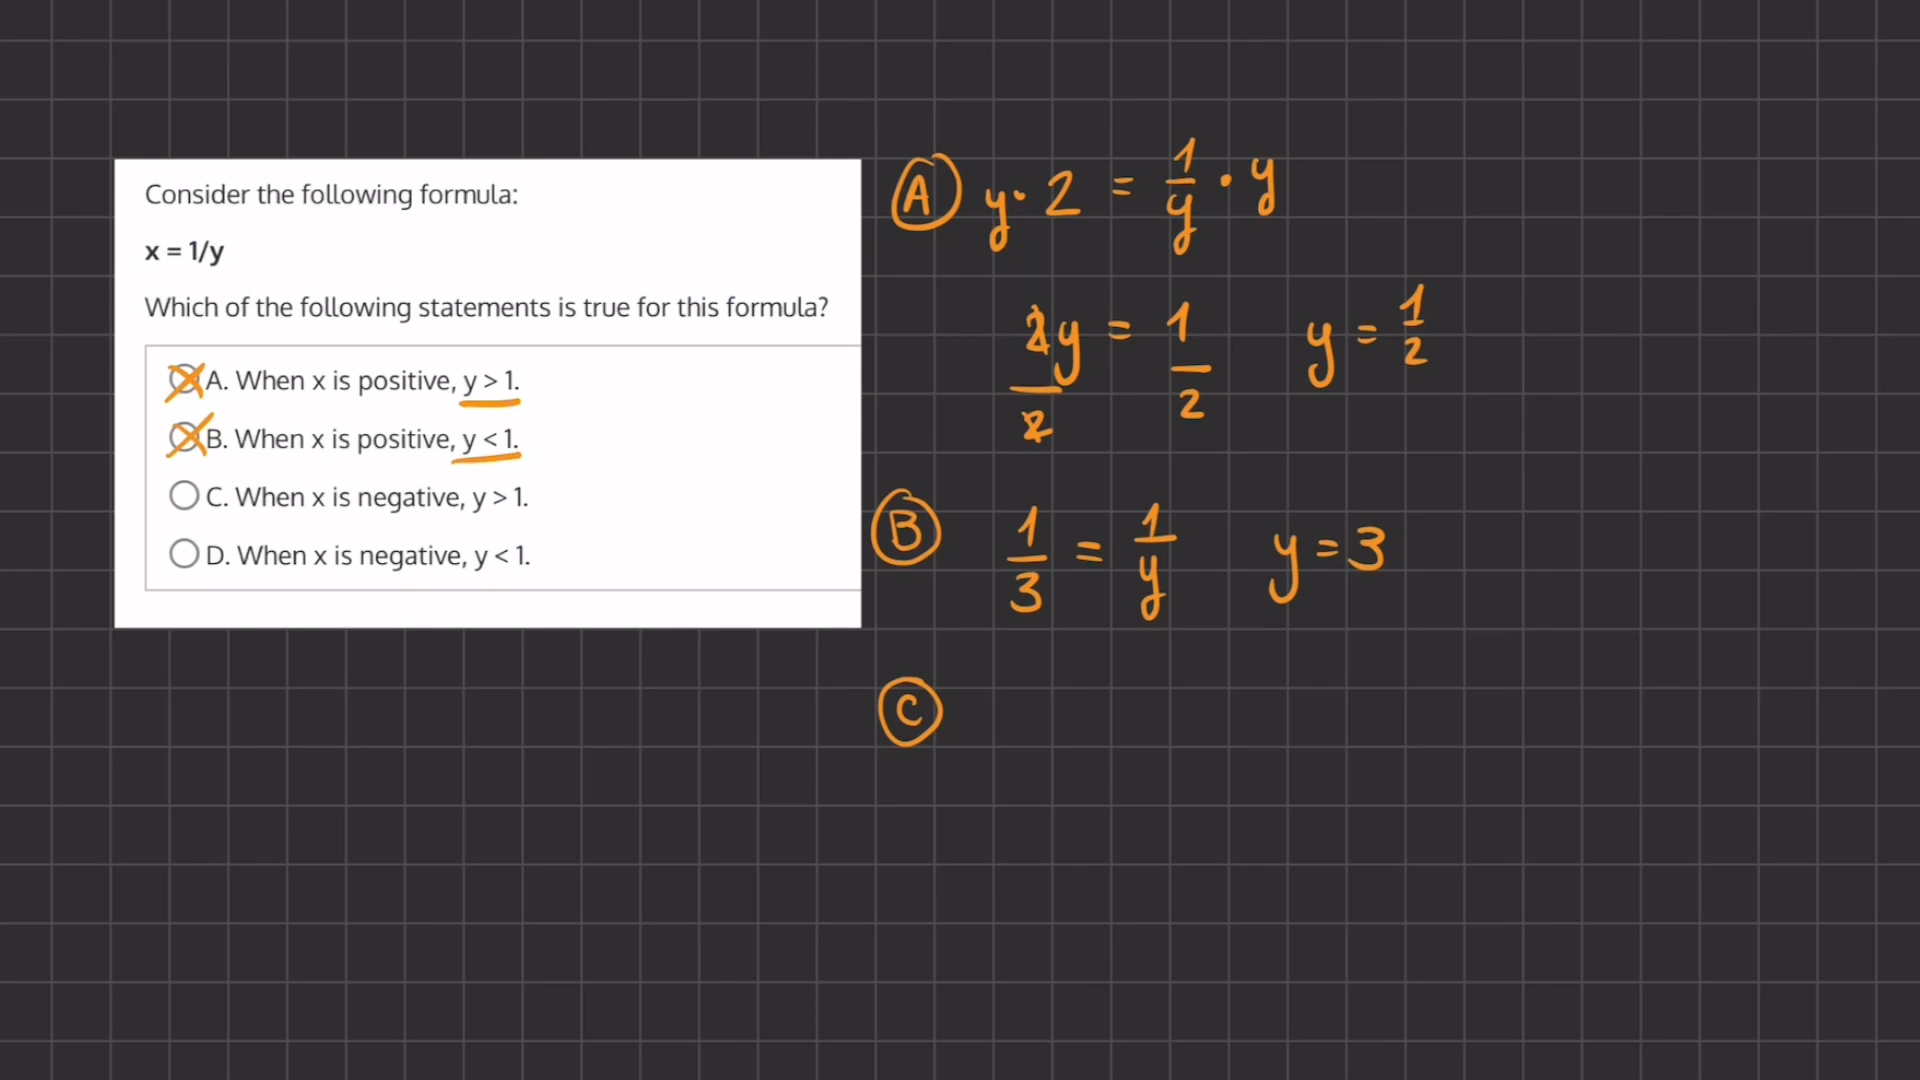 Consider the following formula:
x = 1/y
Which of the following statements is true for this formula?
A. When x is positive, y > 1.
B. When x is positive, y < 1.
C. When x is negative, y > 1.
D. When x is negative, y < 1.
A y · 2 = 1/y · y
2y/2 = 1/2 y = 1/2
B 1/3 = 1/y y = 3
C